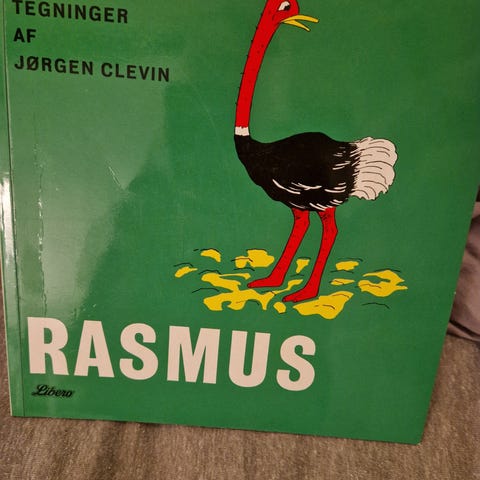 TEGNINGER
AF
JØRGEN CLEVIN
RASMUS
Libero